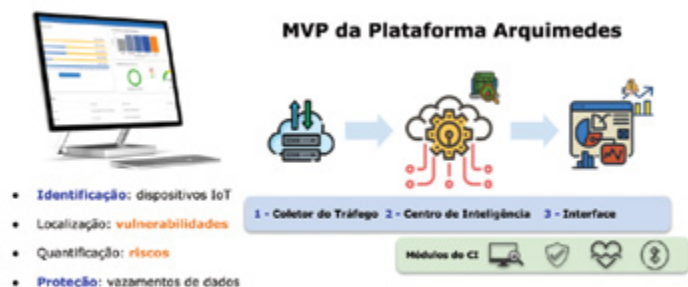 MVP da Plataforma Arquimedes
Identificação: dispositivos IoT
Localização: vulnerabilidades
Quantificação: riscos
Proteção: vazamentos de dados
1 - Coletor do Tráfego 2 - Centro de Inteligência 3 - Interface
Módulos do CI